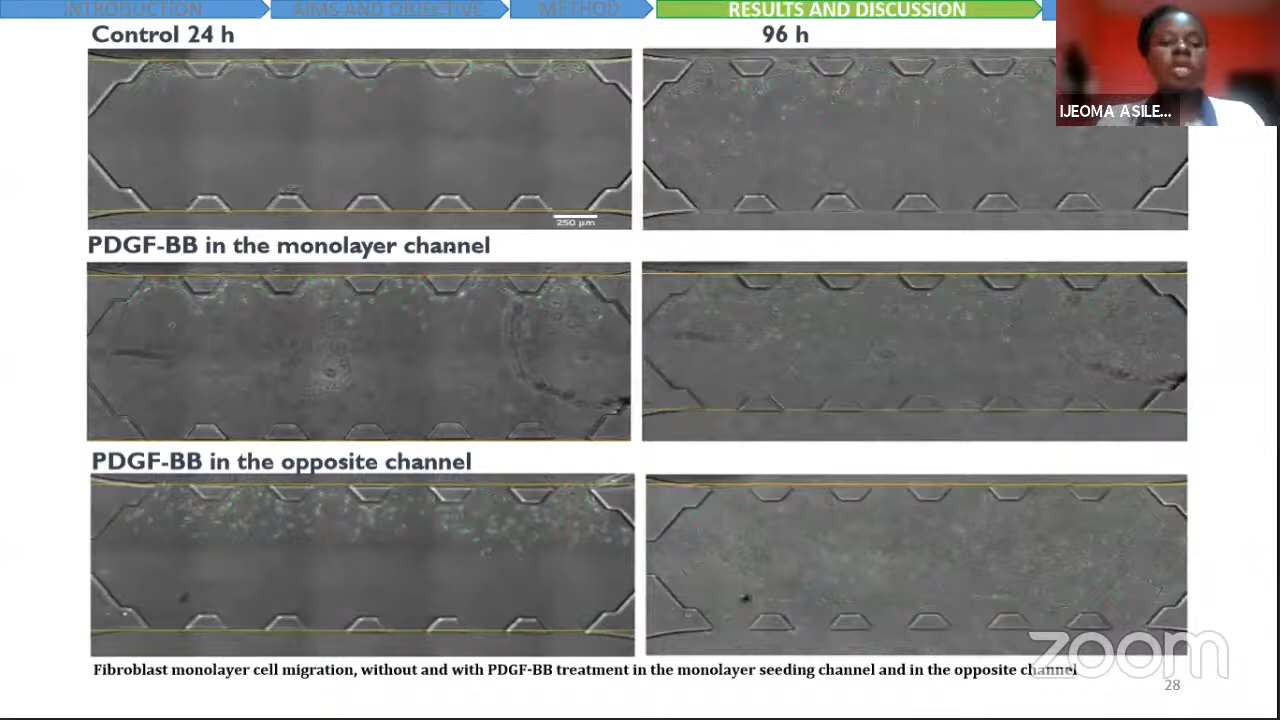 INTRODUCTION
AIMS AND OBJECTIVE
METHOD
RESULTS AND DISCUSSION
Control 24 h
96 h
IJEOMA ASILE...
250 µm
PDGF-BB in the monolayer channel
PDGF-BB in the opposite channel
Fibroblast monolayer cell migration, without and with PDGF-BB treatment in the monolayer seeding channel and in the opposite channel
zoom
28